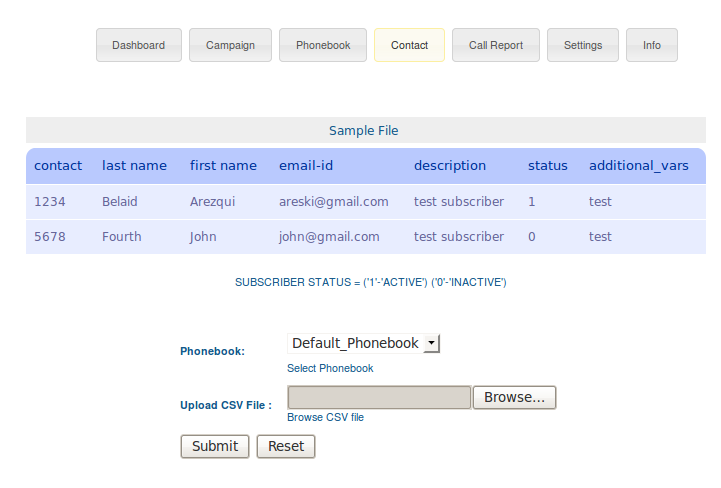 Dashboard Campaign Phonebook Contact Call Report Settings Info
Sample File
contact last name first name email-id description status additional_vars
1234 Belaid Arezqui areski@gmail.com test subscriber 1 test
5678 Fourth John john@gmail.com test subscriber 0 test
SUBSCRIBER STATUS = ('1'-'ACTIVE') ('0'-'INACTIVE')
Phonebook: Default_Phonebook
Select Phonebook
Upload CSV File : Browse...
Browse CSV file
Submit Reset